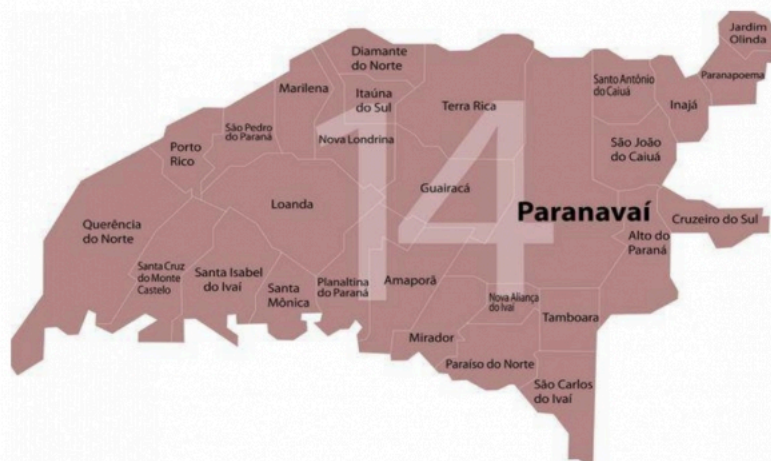 Jardim
Olinda
Diamante
do Norte
Paranapoema
Santo Antônio
do Caiuá
Marilena
Itaúna
do Sul
Terra Rica
Inajá
São Pedro
do Paraná
Nova Londrina
São João
do Caiuá
Porto
Rico
14
Guairacá
Loanda
Paranavaí
Cruzeiro do Sul
Querência
do Norte
Alto do
Paraná
Santa Cruz
do Monte
Castelo
Santa Isabel
do Ivaí
Santa
Mônica
Planaltina
do Paraná
Amaporã
Nova Aliança
do Ivaí
Tamboara
Mirador
Paraíso do Norte
São Carlos
do Ivaí